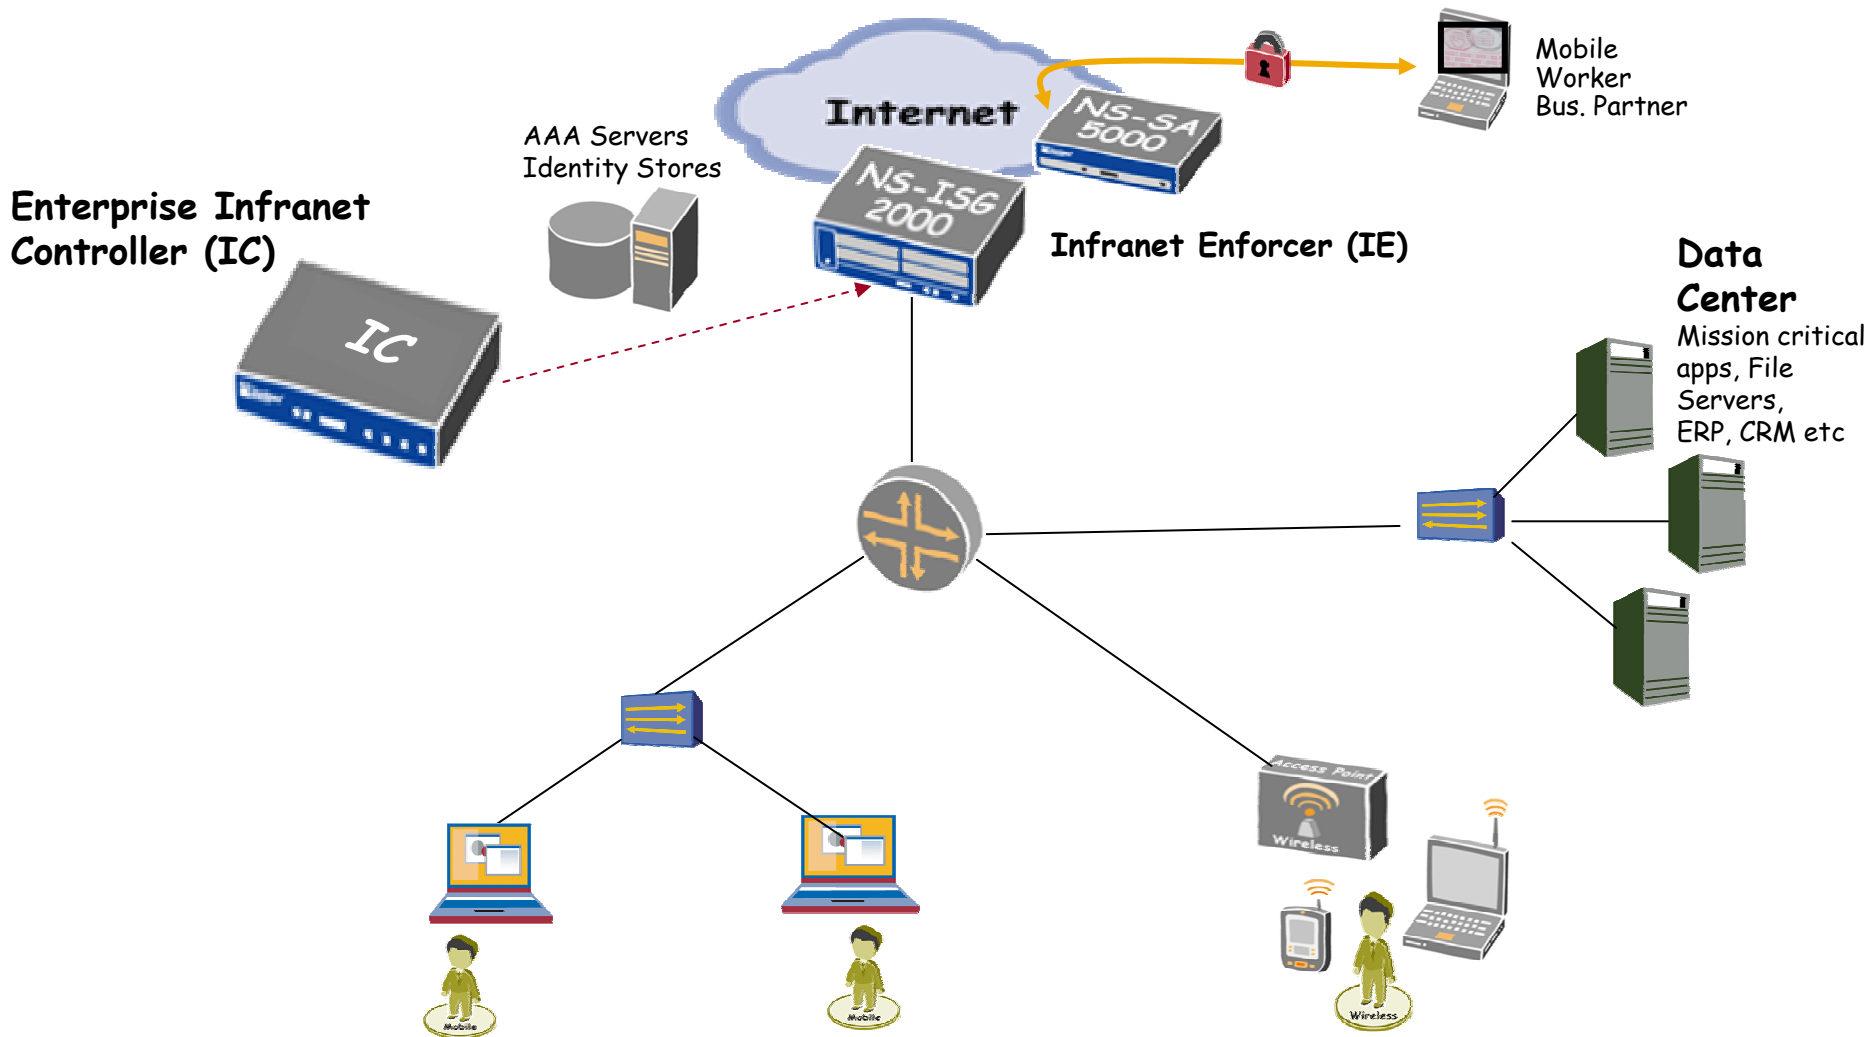 Internet
NS-SA
5000
Mobile
Worker
Bus. Partner
AAA Servers
Identity Stores
NS-ISG
2000
Enterprise Infranet
Controller (IC)
Infranet Enforcer (IE)
IC
Data
Center
Mission critical
apps, File
Servers,
ERP, CRM etc
Access Point
Wireless
Mobile
Mobile
Wireless